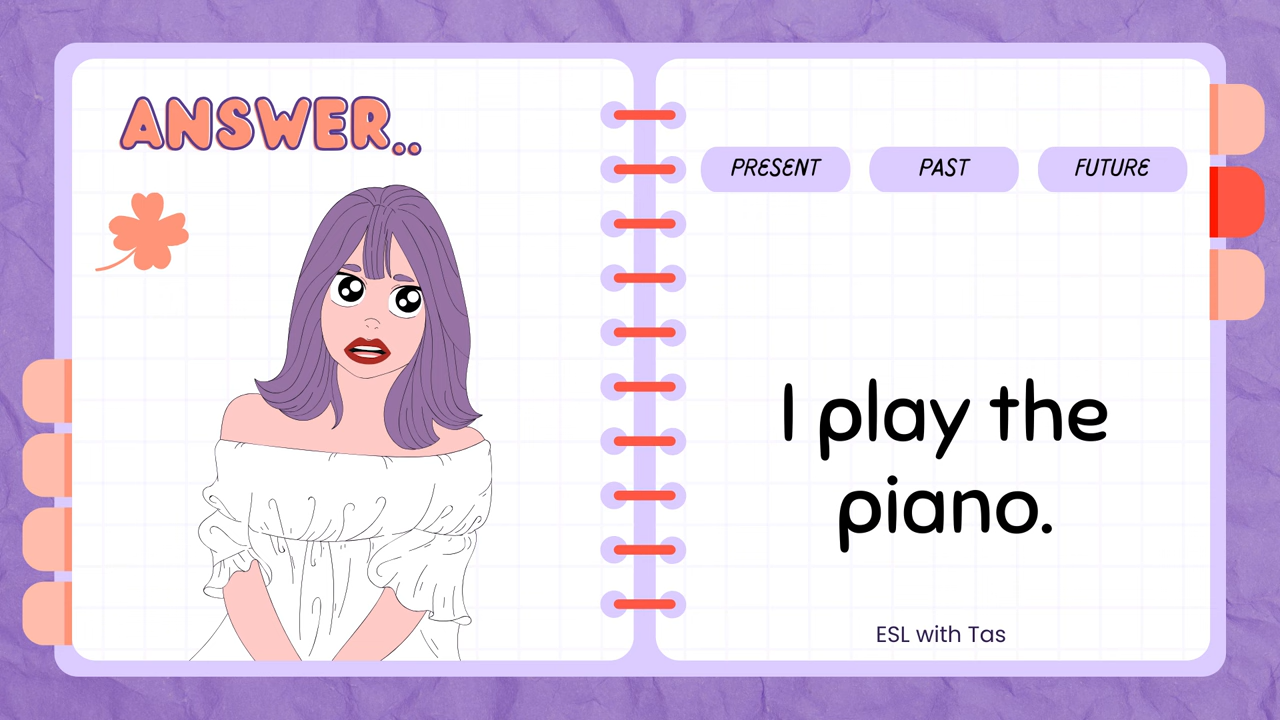 ANSWER..
PRESENT
PAST
FUTURE
I play the
piano.
ESL with Tas